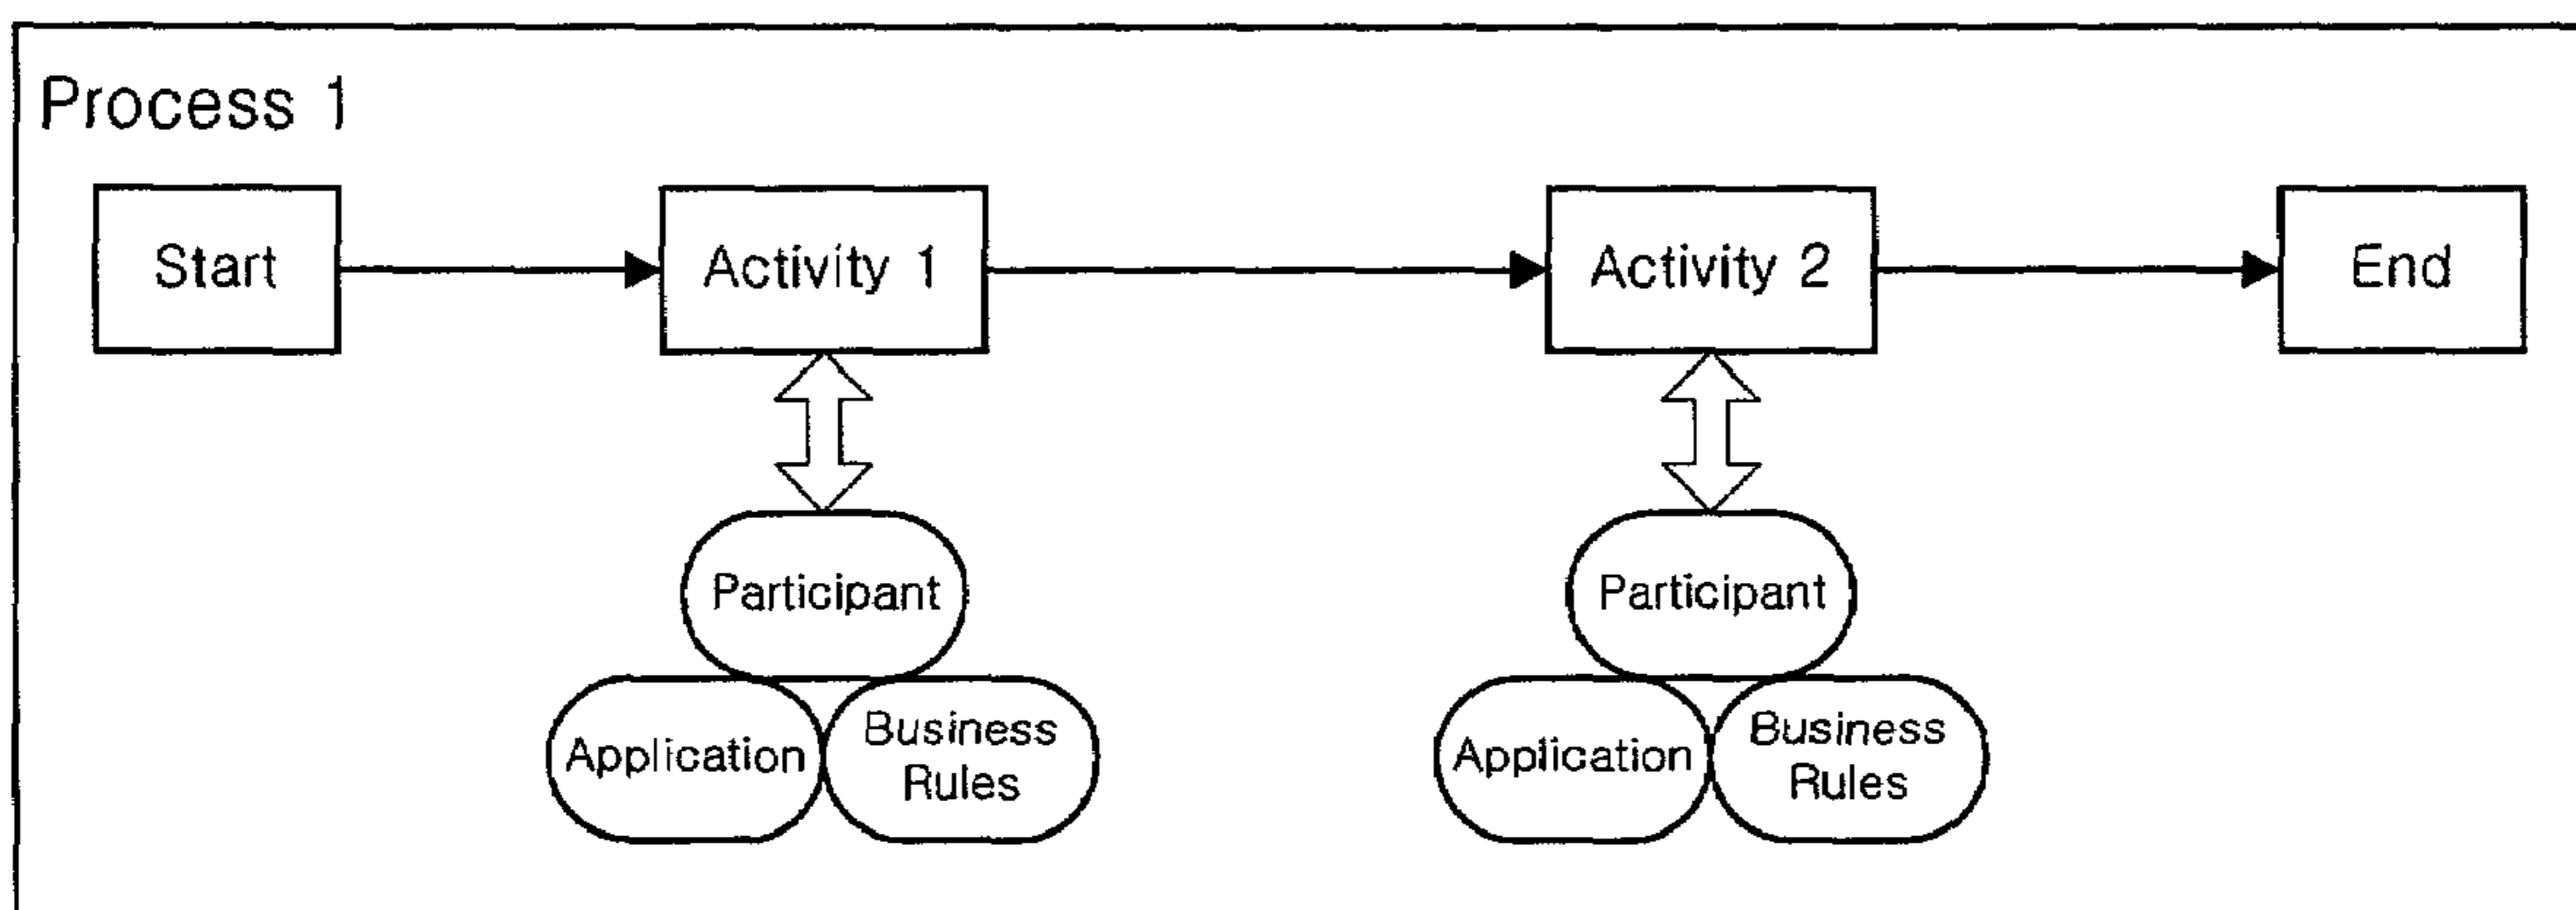 Process 1
Start
Activity 1
Activity 2
End
Participant
Participant
Application
Business
Rules
Application
Business
Rules